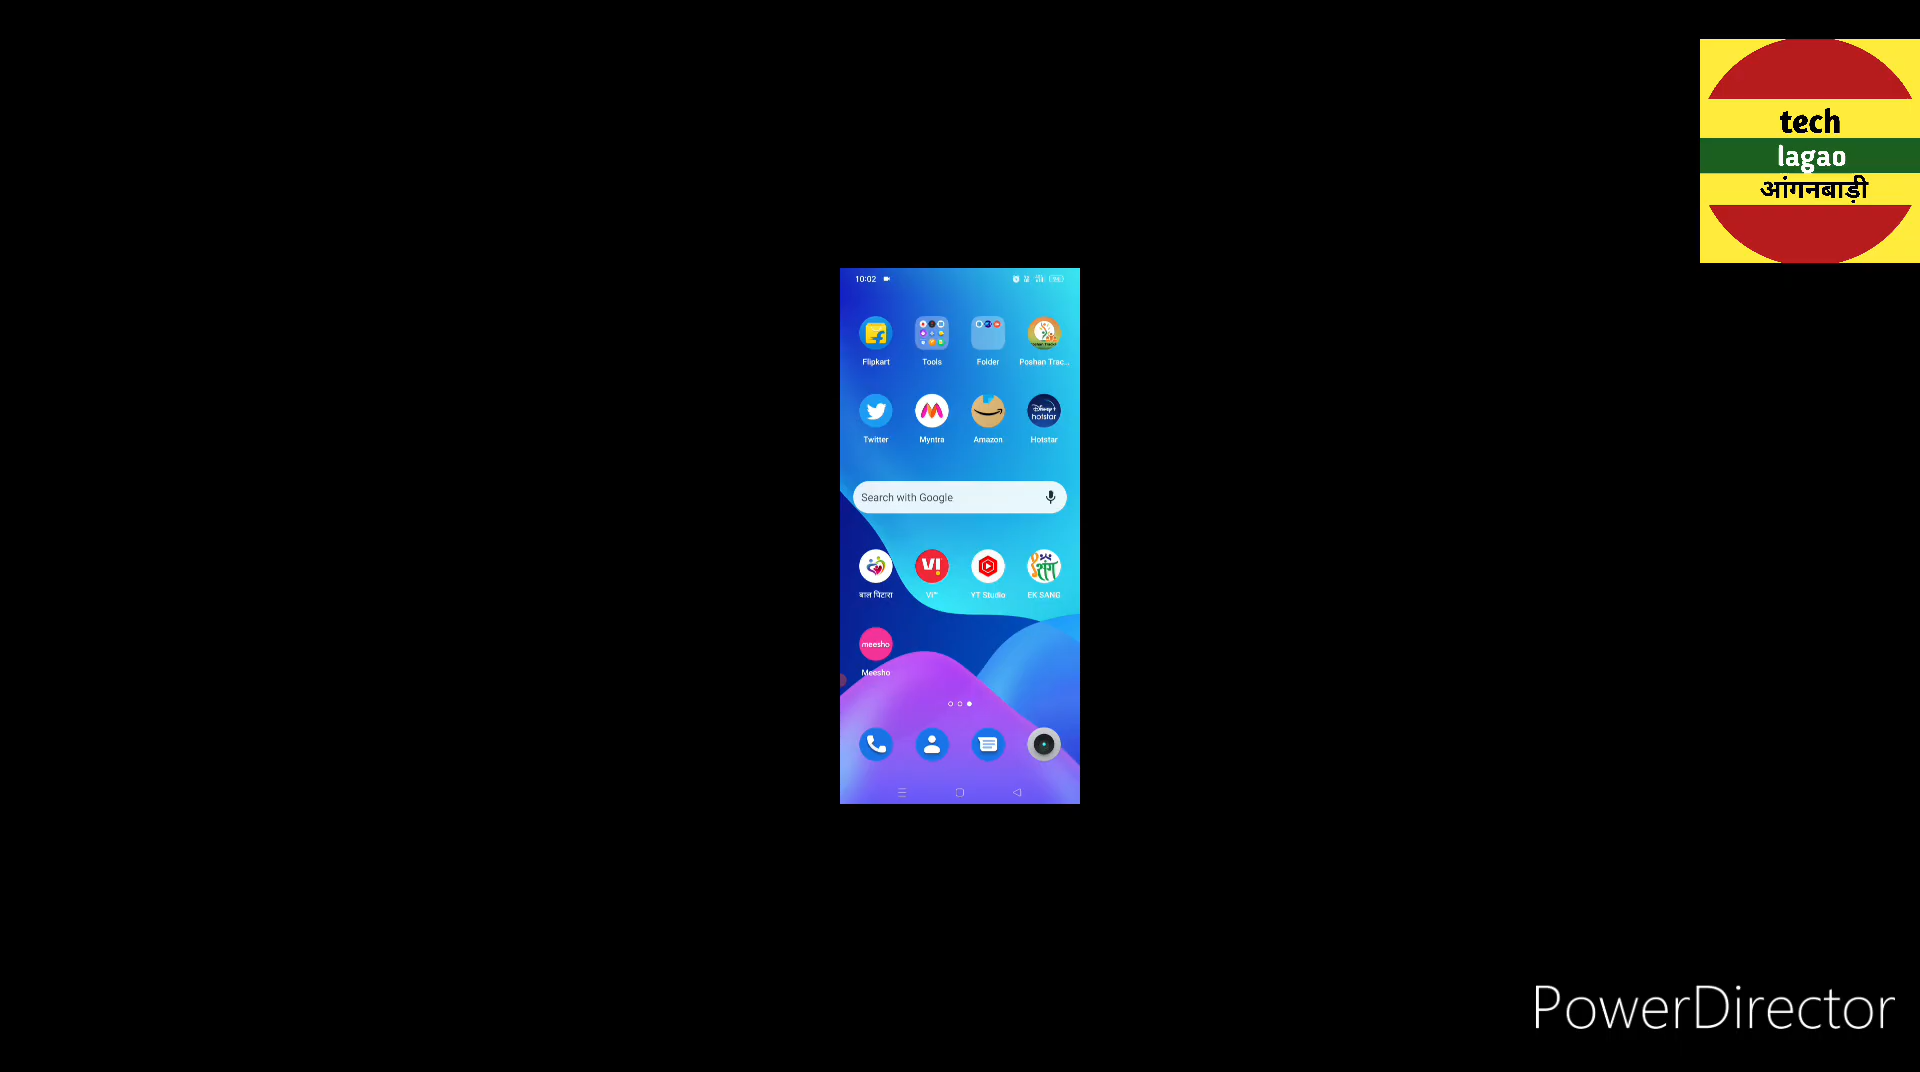 tech
lagao
आंगनबाड़ी
10:02
Flipkart
Tools
Folder
Poshan Trac...
Twitter
Myntra
Amazon
Hotstar
Search with Google
बाल पिटारा
Vi™
YT Studio
EK SANG
meesho
Meesho
PowerDirector